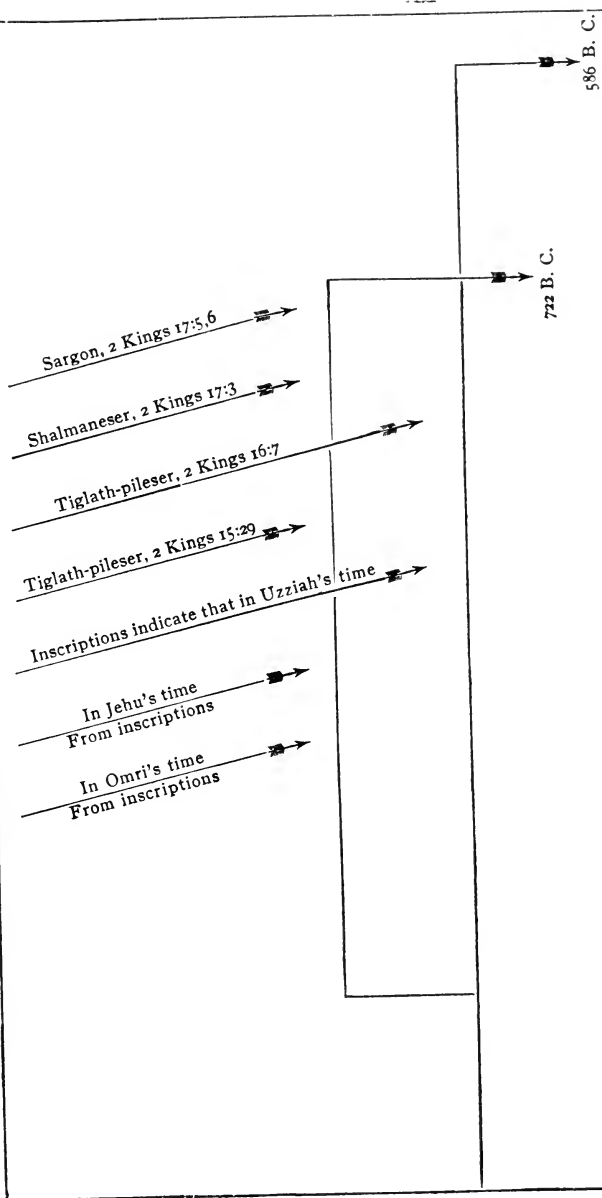 586 B. C.
722 B. C.
Sargon, 2 Kings 17:5,6
Shalmaneser, 2 Kings 17:3
Tiglath-pileser, 2 Kings 16:7
Tiglath-pileser, 2 Kings 15:29
Inscriptions indicate that in Uzziah's time
In Jehu's time
From inscriptions
In Omri's time
From inscriptions